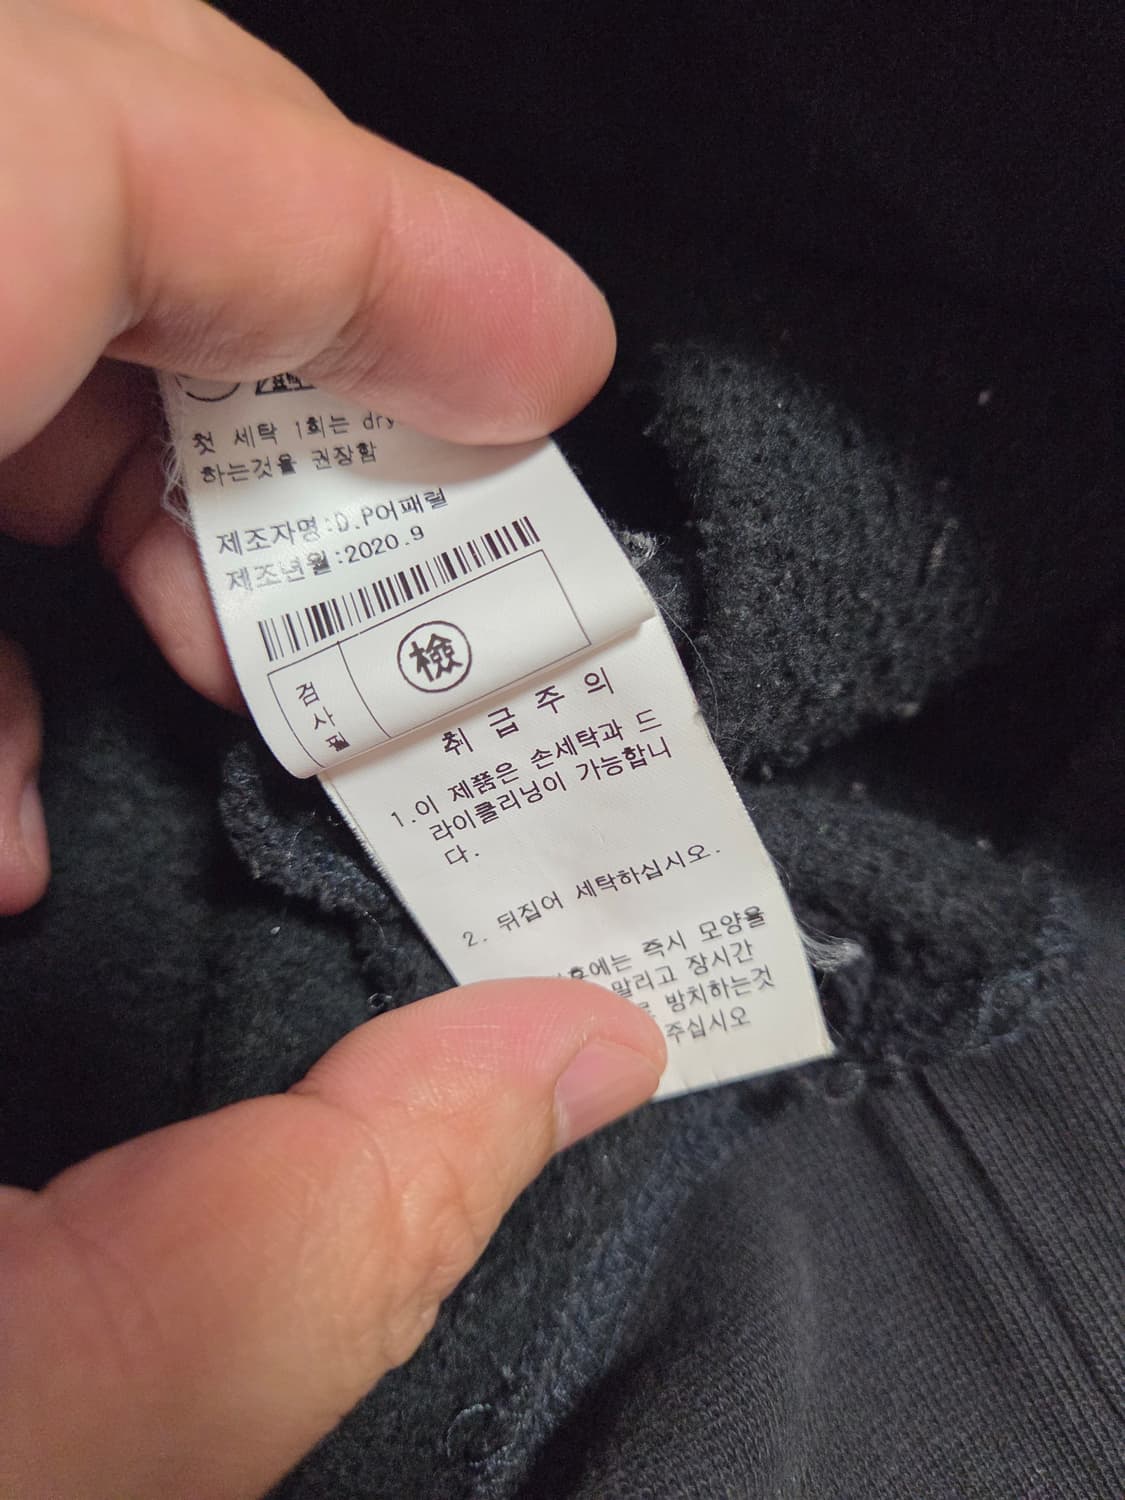 첫 세탁 1회는 dry
하는것을 권장함
제조자명:D.P어패럴
제조년월:2020.9
檢
검
사
필
취 급 주 의
1.이 제품은 손세탁과 드
라이클리닝이 가능합니
다.
2. 뒤집어 세탁하십시오.
즉시 모양을
말리고 장시간
방치하는것
주십시오